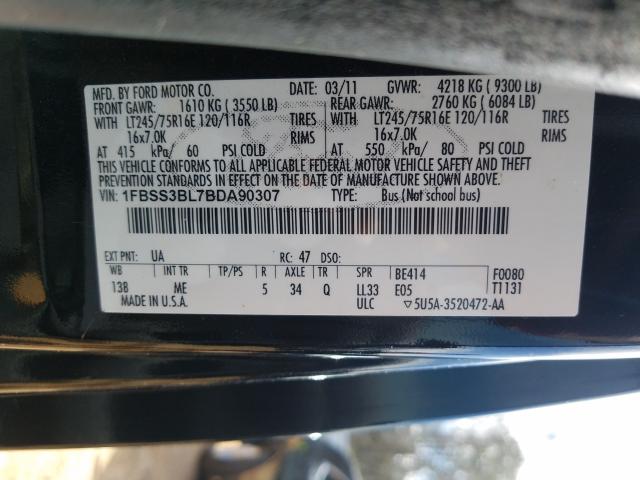 MFD. BY FORD MOTOR CO. DATE: 03/11 GVWR: 4218 KG ( 9300 LB)
FRONT GAWR: 1610 KG ( 3550 LB) REAR GAWR: 2760 KG ( 6084 LB)
WITH LT245/75R16E 120/116R TIRES WITH LT245/75R16E 120/116R TIRES
16x7.0K RIMS 16x7.0K RIMS
AT 415 kPa/ 60 PSI COLD AT 550 kPa/ 80 PSI COLD
THIS VEHICLE CONFORMS TO ALL APPLICABLE FEDERAL MOTOR VEHICLE SAFETY AND THEFT
PREVENTION STANDARDS IN EFFECT ON THE DATE OF MANUFACTURE SHOWN ABOVE.
VIN: 1FBSS3BL7BDA90307 TYPE: Bus (Not school bus)
EXT PNT: UA RC: 47 DSO:
WB INT TR TP/PS R AXLE TR SPR BE414 F0080
138 ME 5 34 Q LL33 E05 T1131
MADE IN U.S.A. ULC ▽5U5A-3520472-AA